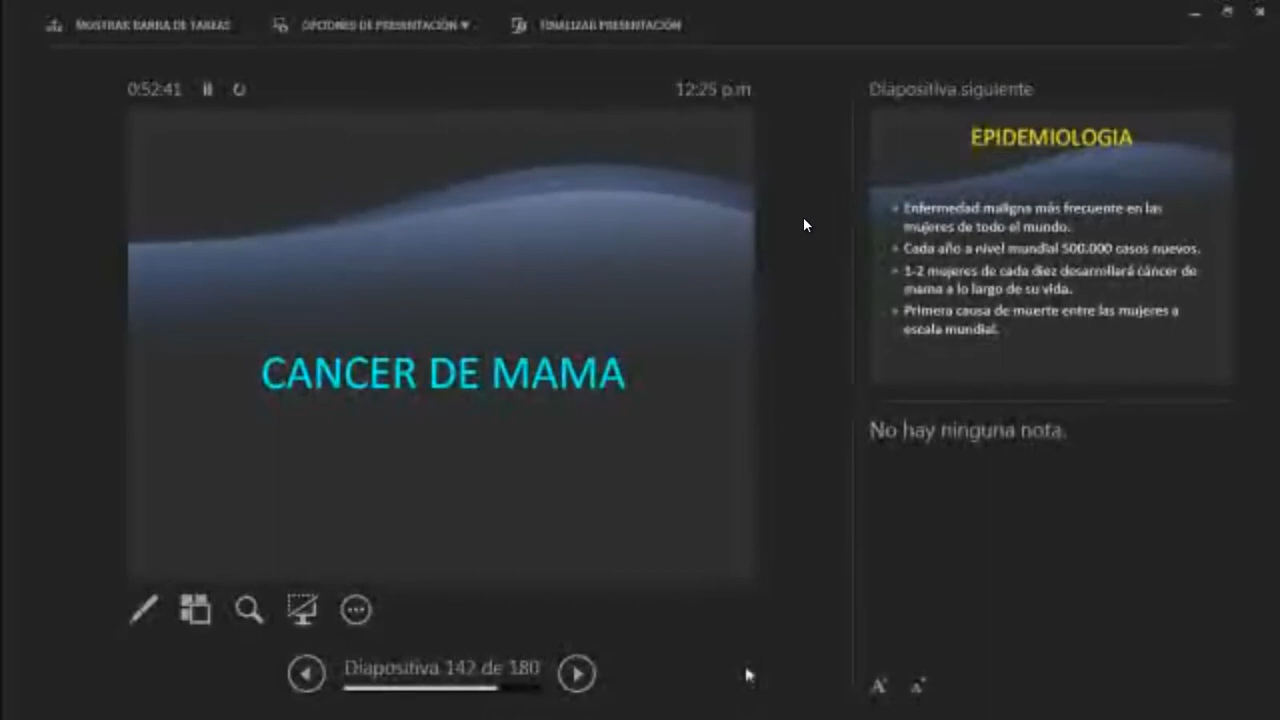 MOSTRAR BARRA DE TAREAS
OPCIONES DE PRESENTACIÓN ▼
FINALIZAR PRESENTACIÓN
0:52:41
12:25 p.m
CANCER DE MAMA
Diapositiva 142 de 180
Diapositiva siguiente
EPIDEMIOLOGIA
• Enfermedad maligna más frecuente en las
mujeres de todo el mundo.
• Cada año a nivel mundial 500.000 casos nuevos.
• 1-2 mujeres de cada diez desarrollará cáncer de
mama a lo largo de su vida.
• Primera causa de muerte entre las mujeres a
escala mundial.
No hay ninguna nota.
A A